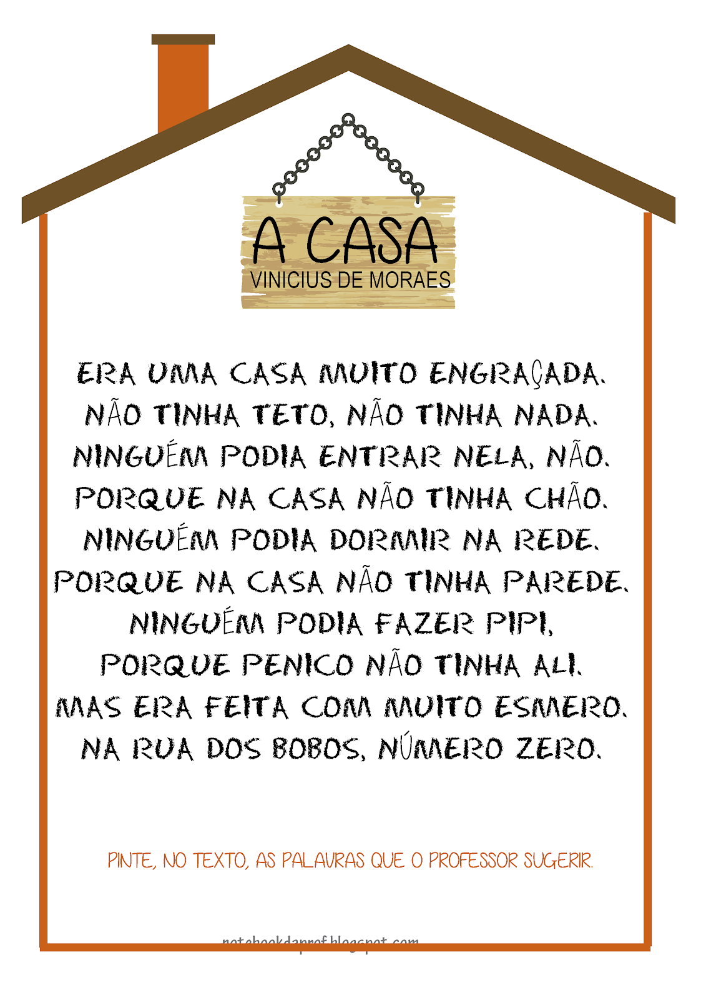 A CASA
VINICIUS DE MORAES
ERA UMA CASA MUITO ENGRAÇADA.
NÃO TINHA TETO, NÃO TINHA NADA.
NINGUÉM PODIA ENTRAR NELA, NÃO.
PORQUE NA CASA NÃO TINHA CHÃO.
NINGUÉM PODIA DORMIR NA REDE.
PORQUE NA CASA NÃO TINHA PAREDE.
NINGUÉM PODIA FAZER PIPI,
PORQUE PENICO NÃO TINHA ALI.
MAS ERA FEITA COM MUITO ESMERO.
NA RUA DOS BOBOS, NÚMERO ZERO.
PINTE, NO TEXTO, AS PALAVRAS QUE O PROFESSOR SUGERIR.
notebookdaprof.blogspot.com